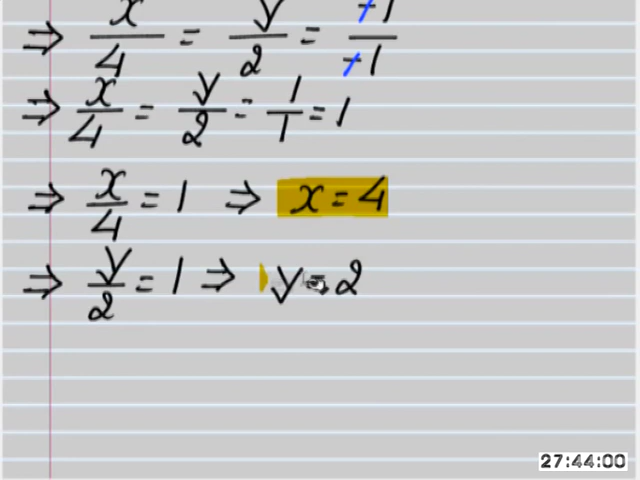 ⇒ x/4 = y/2 = -1/-1
⇒ x/4 = y/2 = 1/1 = 1
⇒ x/4 = 1 ⇒ x = 4
⇒ y/2 = 1 ⇒ y = 2
27:44:00